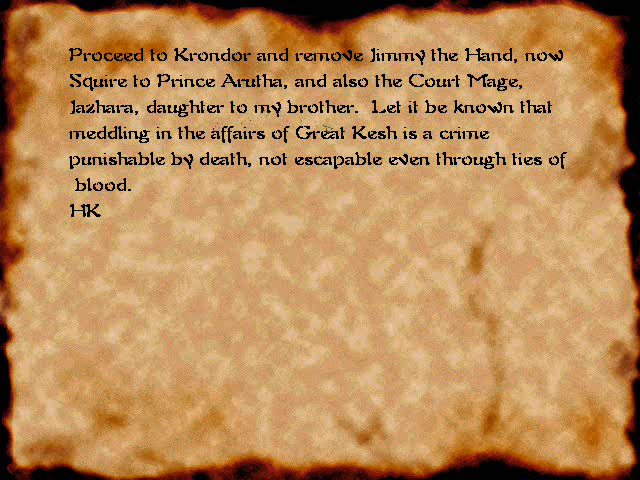 Proceed to Krondor and remove Jimmy the Hand, now
Squire to Prince Arutha, and also the Court Mage,
Jazhara, daughter to my brother. Let it be known that
meddling in the affairs of Great Kesh is a crime
punishable by death, not escapable even through ties of
blood.
HK